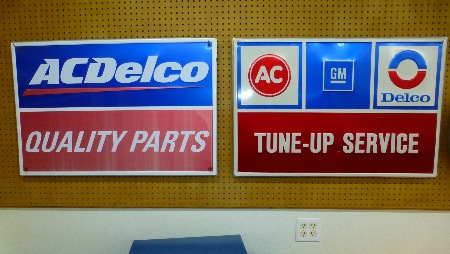 ACDelco
QUALITY PARTS
AC
GM
Delco
TUNE-UP SERVICE